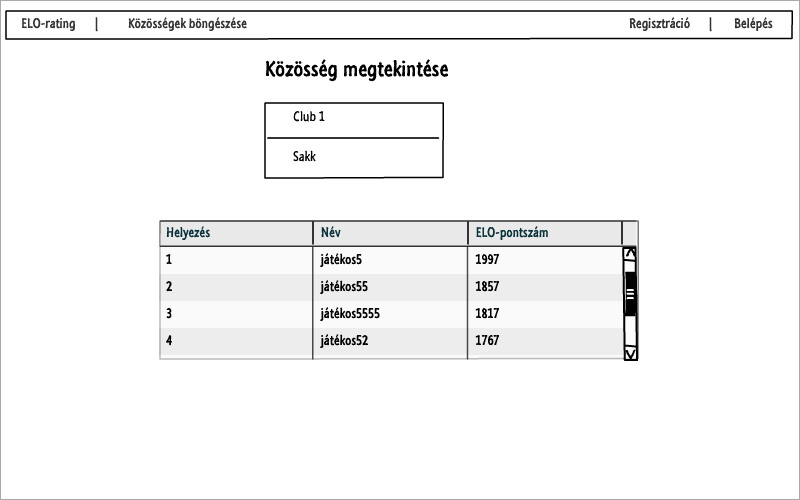 ELO-rating | Közösségek böngészése Regisztráció | Belépés
Közösség megtekintése
Club 1
Sakk
Helyezés Név ELO-pontszám
1 játékos5 1997
2 játékos55 1857
3 játékos5555 1817
4 játékos52 1767